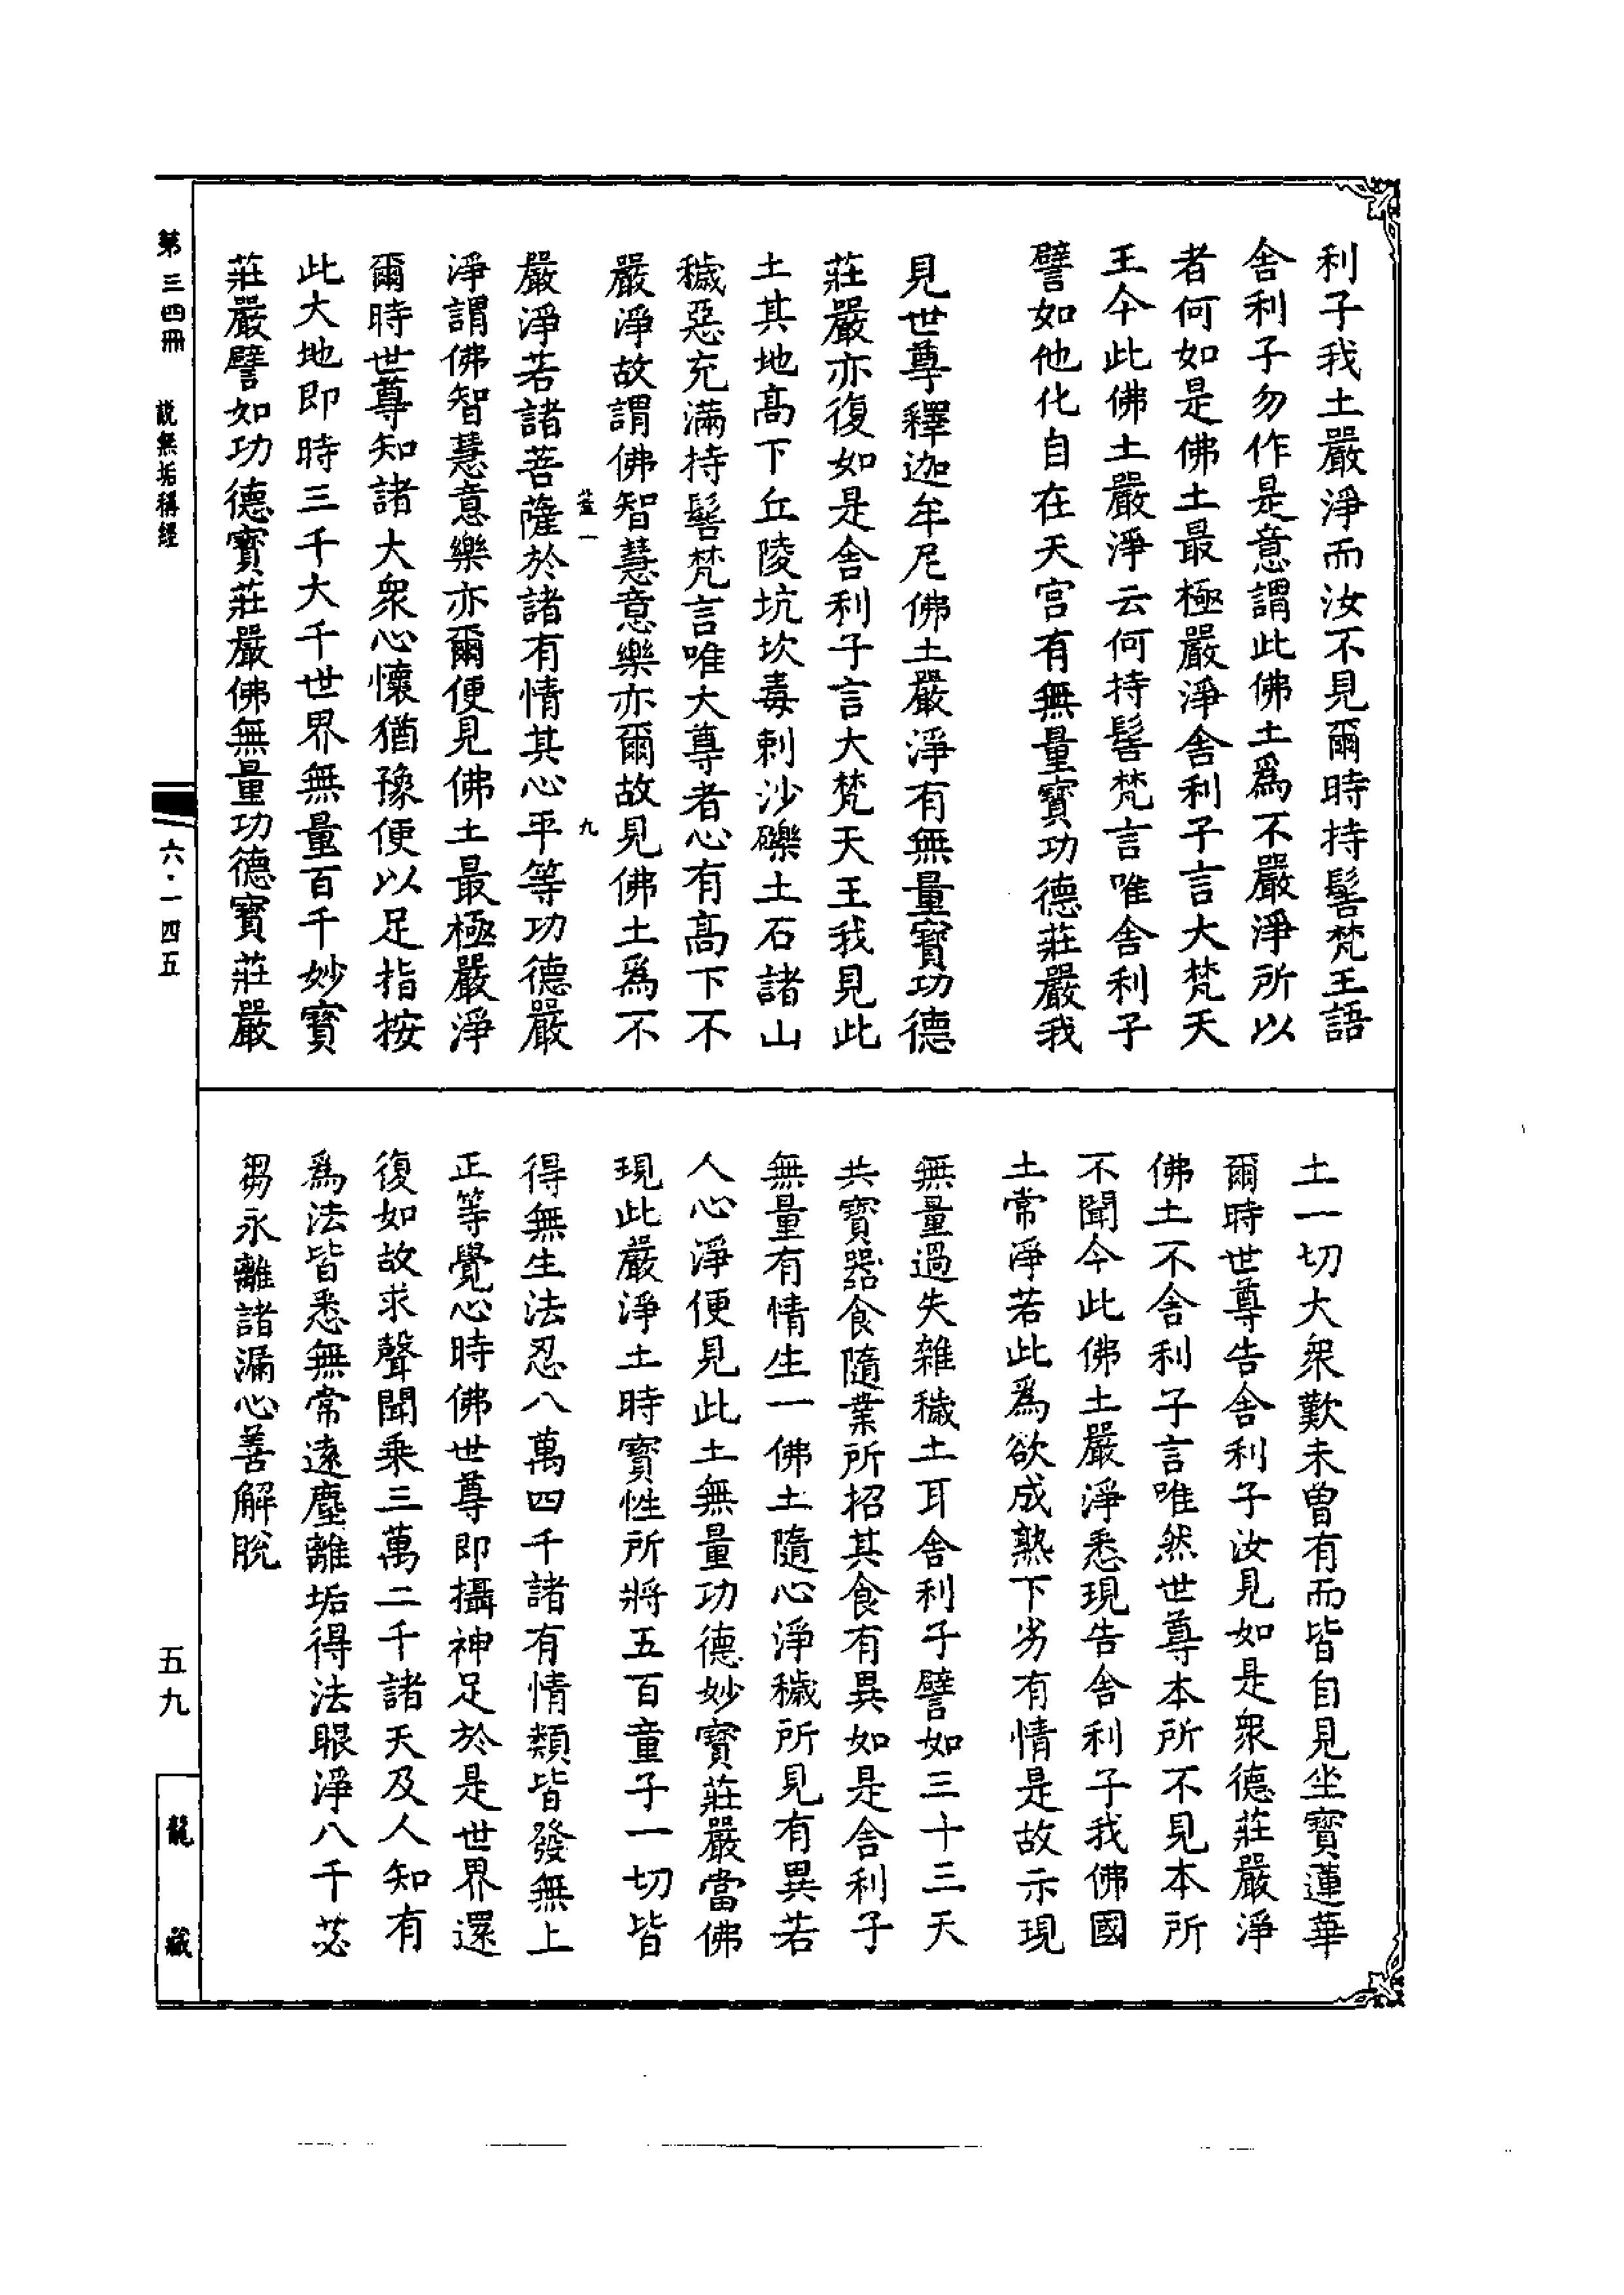 利子我土嚴淨而汝不見爾時持髻梵王語
舍利子勿作是意謂此佛土爲不嚴淨所以
者何如是佛土最極嚴淨舍利子言大梵天
王今此佛土嚴淨云何持髻梵言唯舍利子
譬如他化自在天宫有無量寶功德莊嚴我
見世尊釋迦牟尼佛土嚴淨有無量寶功德
莊嚴亦復如是舍利子言大梵天王我見此
土其地高下丘陵坑坎毒刺沙礫土石諸山
穢惡充滿持髻梵言唯大尊者心有高下不
嚴淨故謂佛智慧意樂亦爾故見佛土爲不
九
嚴淨若諸菩薩於諸有情其心平等功德嚴
淨謂佛智慧意樂亦爾便見佛土最極嚴淨
爾時世尊知諸大衆心懷猶豫便以足指按
此大地即時三千大千世界無量百千妙寶
莊嚴譬如功德寶莊嚴佛無量功德寶莊嚴
土一切大衆歎未曾有而皆自見坐寶蓮華
爾時世尊告舍利子汝見如是衆德莊嚴淨
佛土不舍利子言唯然世尊本所不見本所
不聞今此佛土嚴淨悉現告舍利子我佛國
土常淨若此爲欲成熟下劣有情是故示現
無量過失雜穢土耳舍利子譬如三十三天
共寶器食隨業所招其食有異如是舍利子
無量有情生一佛土隨心淨穢所見有異若
人心淨便見此土無量功德妙寶莊嚴當佛
現此嚴淨土時寶性所將五百童子一切皆
得無生法忍八萬四千諸有情類皆發無上
正等覺心時佛世尊即攝神足於是世界還
復如故求聲聞乘三萬二千諸天及人知有
爲法皆悉無常遠塵離垢得法眼淨八千苾
芻永離諸漏心善解脫
第三四冊 說無垢稱經
六·一四五
五九
龍藏